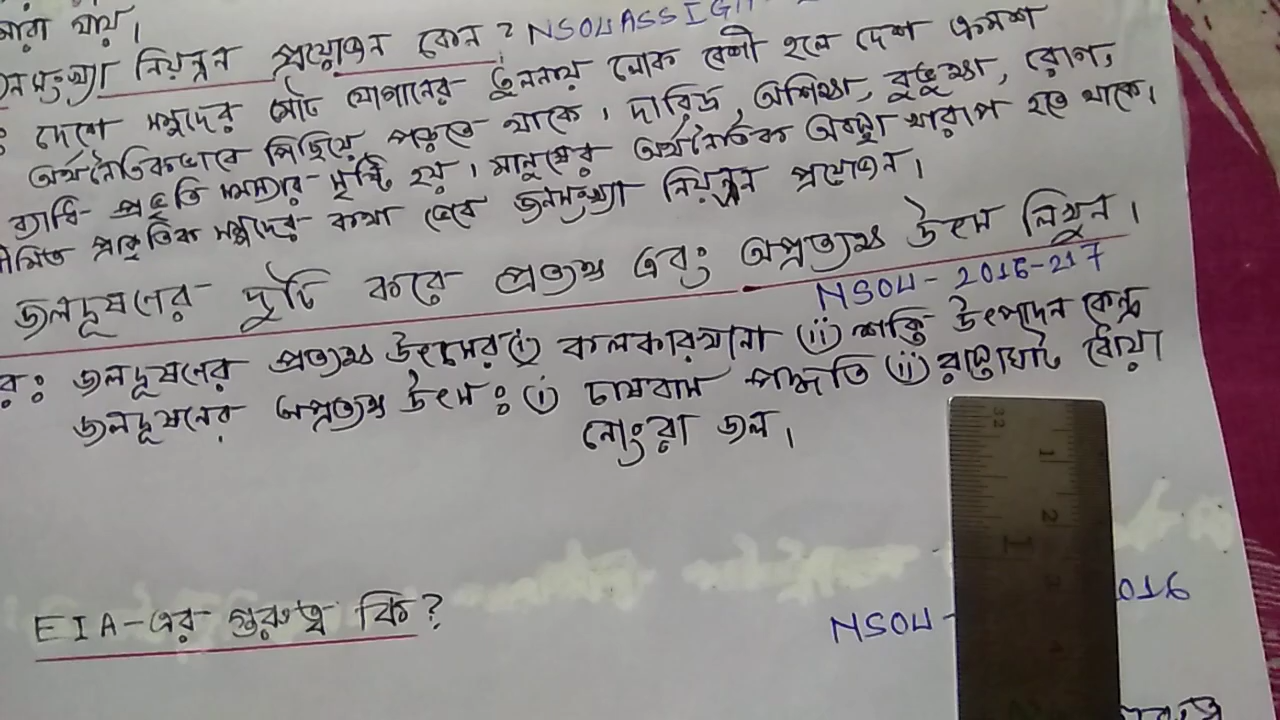 মারা যায়।
জনসংখ্যা নিয়ন্ত্রন প্রয়োজন কেন? NSOU ASSIGN
দেশে সম্পদের মোট যোগানের তুলনায় লোক বেশী হলে দেশ ক্রমশ
অর্থনৈতিকভাবে পিছিয়ে পড়তে থাকে। দারিদ্র, অশিক্ষা, বুভুক্ষা, রোগ,
ব্যাধি প্রভৃতি সমস্যার সৃষ্টি হয়। মানুষের অর্থনৈতিক অবস্থা খারাপ হতে থাকে।
সীমিত প্রাকৃতিক সম্পদের কথা ভেবে জনসংখ্যা নিয়ন্ত্রন প্রয়োজন।
জলদূষণের দুটি করে প্রত্যক্ষ এবং অপ্রত্যক্ষ উৎস লিখুন।
NSOU - 2016-217
র: জলদূষনের প্রত্যক্ষ উৎসের (i) কলকারখানা (ii) শক্তি উৎপাদন কেন্দ্র
জলদূষনের অপ্রত্যক্ষ উৎস: (i) চাষবাস পদ্ধতি (ii) রাস্তাঘাট ধোয়া
নোংরা জল।
EIA-এর গুরুত্ব কি?
NSOU - 016